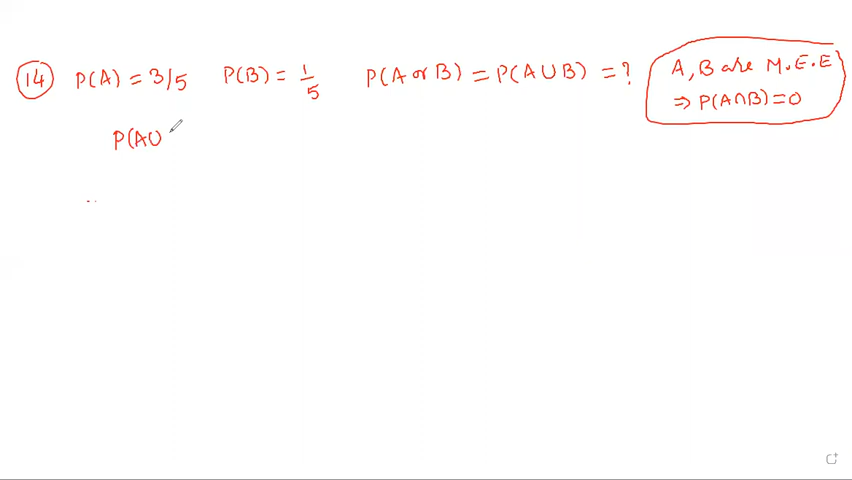 14 P(A) = 3/5 P(B) = 1/5 P(A or B) = P(A∪B) = ? A, B are M.E.E
⇒ P(A∩B) = 0
P(A∪